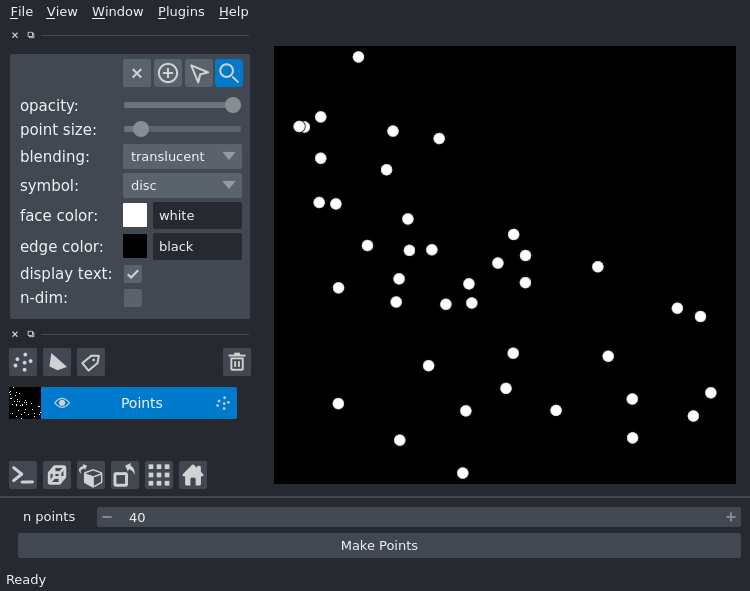 File View Window Plugins Help
opacity:
point size:
blending: translucent
symbol: disc
face color: white
edge color: black
display text:
n-dim:
Points
n points 40
Make Points
Ready